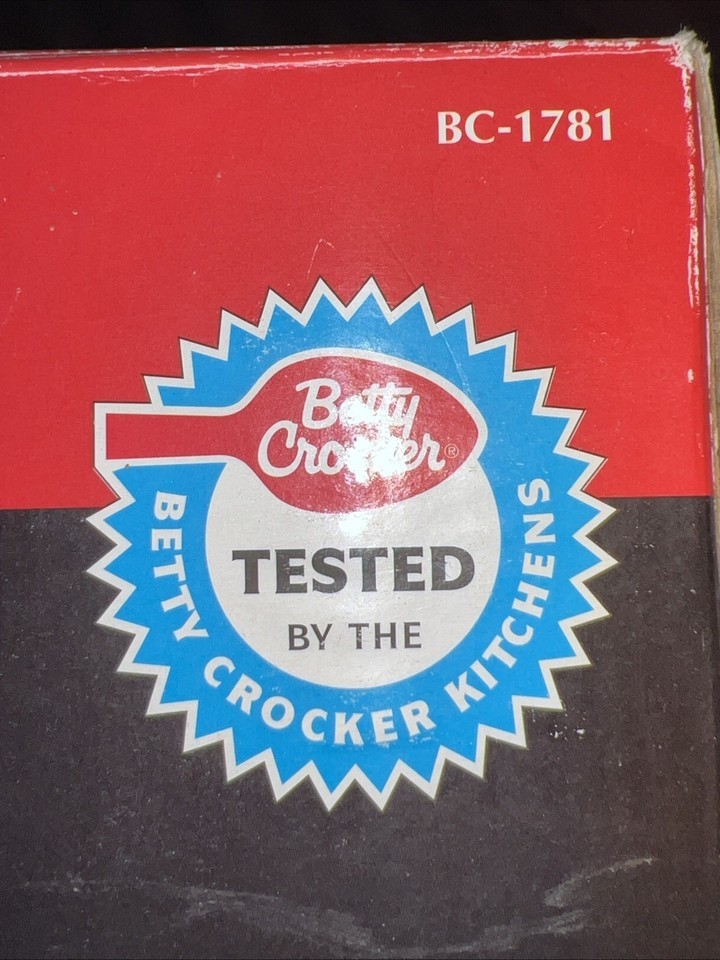 BC-1781
Betty
Crocker®
TESTED
BY THE
BETTY CROCKER KITCHENS